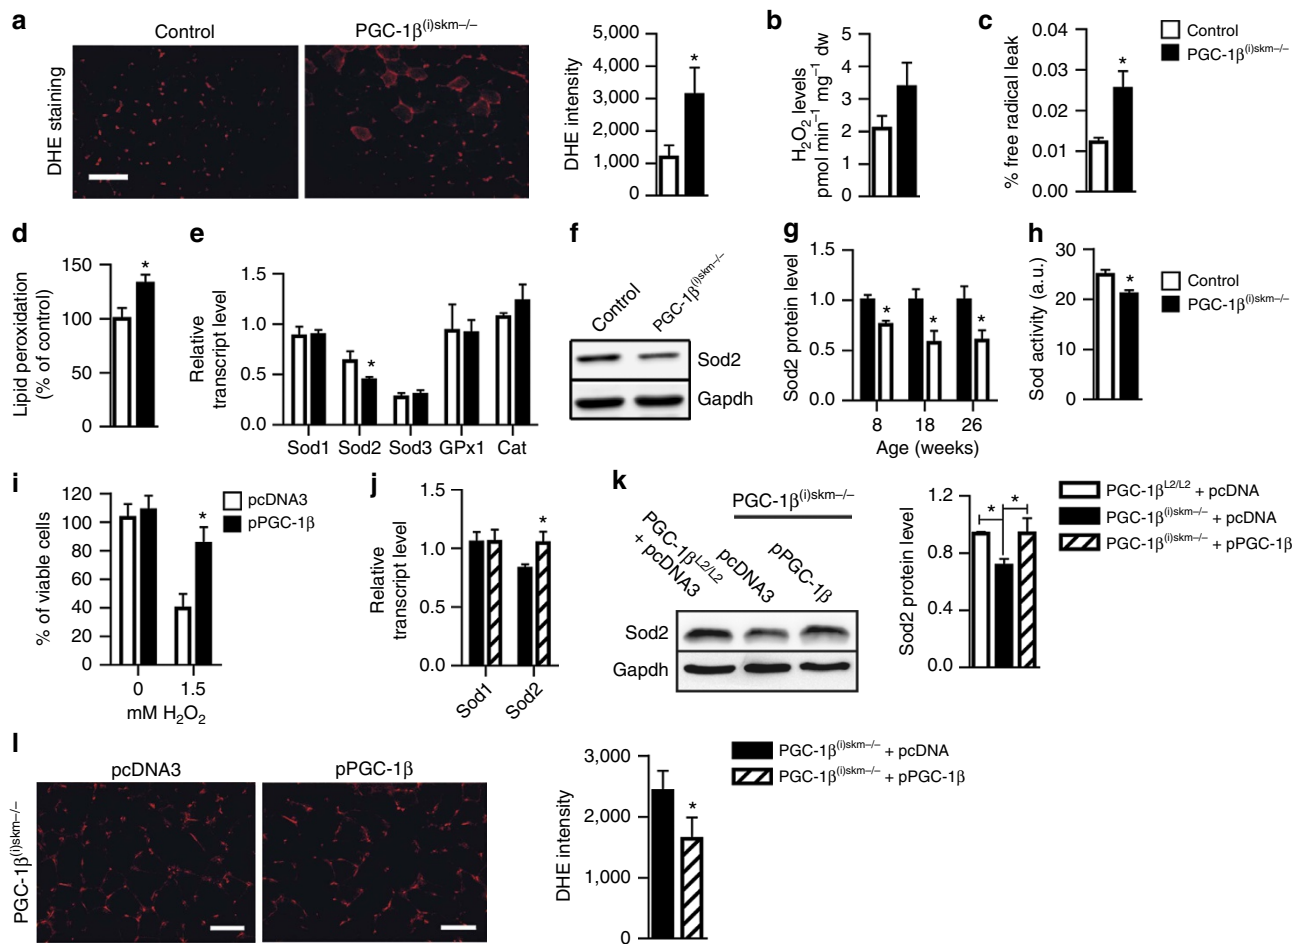 a
Control
PGC-1β(i)skm–/–
DHE staining
DHE intensity
5,000
4,000
3,000
2,000
1,000
0
*
b
H2O2 levels
pmol min–1 mg–1 dw
5
4
3
2
1
0
c
% free radical leak
0.04
0.03
0.02
0.01
0.00
*
Control
PGC-1β(i)skm–/–
d
Lipid peroxidation
(% of control)
150
100
50
0
*
e
Relative
transcript level
1.5
1.0
0.5
0.0
*
Sod1 Sod2 Sod3 GPx1 Cat
f
Control
PGC-1β(i)skm–/–
Sod2
Gapdh
g
Sod2 protein level
1.5
1.0
0.5
0.0
* * *
8 18 26
Age (weeks)
h
Sod activity (a.u.)
30
20
10
0
*
Control
PGC-1β(i)skm–/–
i
% of viable cells
120
100
80
60
40
20
0
*
0 1.5
mM H2O2
pcDNA3
pPGC-1β
j
Relative
transcript level
1.5
1.0
0.5
0.0
*
Sod1
Sod2
k
PGC-1β(i)skm–/–
PGC-1βL2/L2
+ pcDNA3
pcDNA3
pPGC-1β
Sod2
Gapdh
Sod2 protein level
1.2
0.8
0.4
0.0
* *
PGC-1βL2/L2 + pcDNA
PGC-1β(i)skm–/– + pcDNA
PGC-1β(i)skm–/– + pPGC-1β
l
pcDNA3
pPGC-1β
PGC-1β(i)skm–/–
DHE intensity
3,000
2,000
1,000
0
*
PGC-1β(i)skm–/– + pcDNA
PGC-1β(i)skm–/– + pPGC-1β